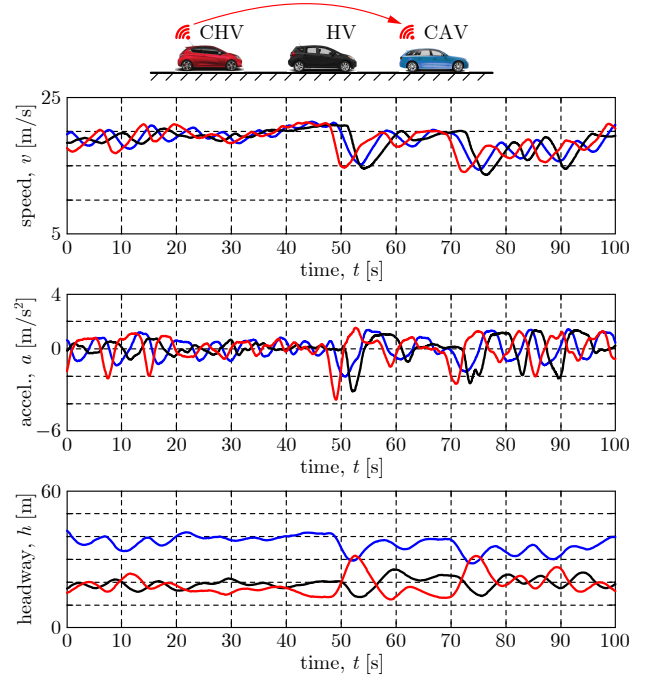 CHV HV CAV
25
speed, v [m/s]
5
0 10 20 30 40 50 60 70 80 90 100
time, t [s]
4
accel., a [m/s²]
0
−6
0 10 20 30 40 50 60 70 80 90 100
time, t [s]
60
headway, h [m]
0
0 10 20 30 40 50 60 70 80 90 100
time, t [s]